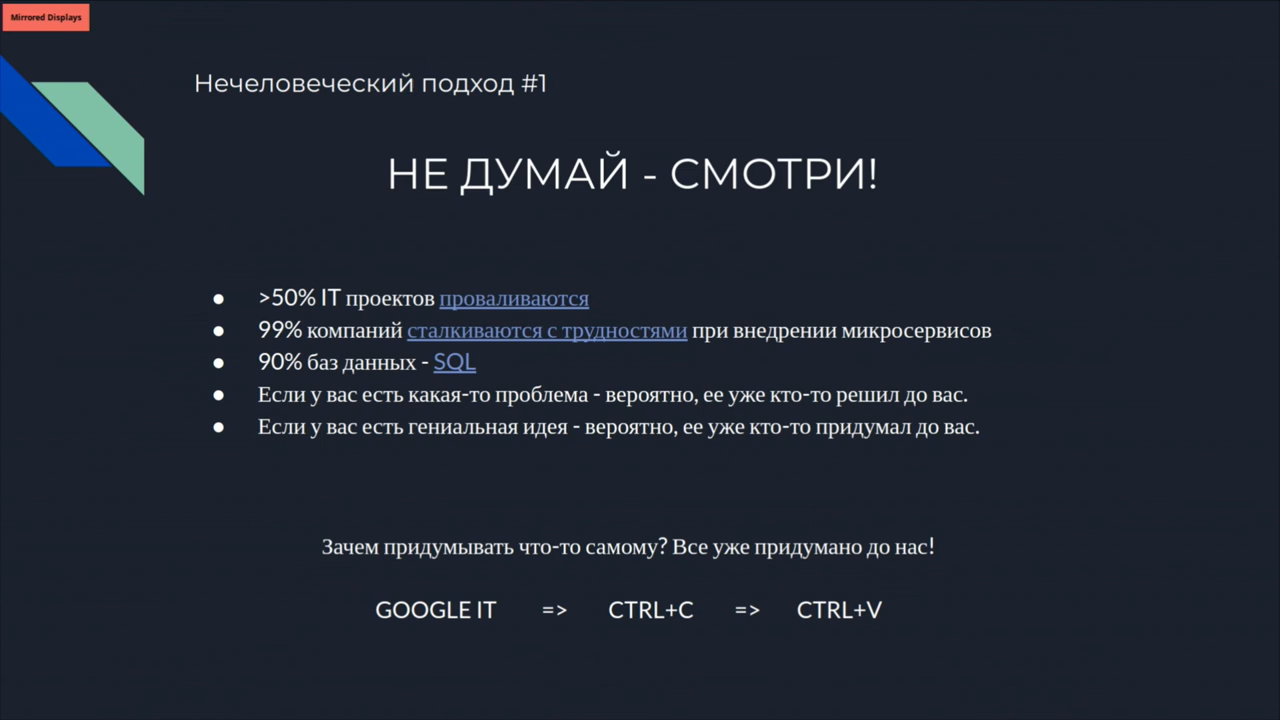 Mirrored Displays
Нечеловеческий подход #1
НЕ ДУМАЙ - СМОТРИ!
● >50% IT проектов проваливаются
● 99% компаний сталкиваются с трудностями при внедрении микросервисов
● 90% баз данных - SQL
● Если у вас есть какая-то проблема - вероятно, ее уже кто-то решил до вас.
● Если у вас есть гениальная идея - вероятно, ее уже кто-то придумал до вас.
Зачем придумывать что-то самому? Все уже придумано до нас!
GOOGLE IT => CTRL+C => CTRL+V